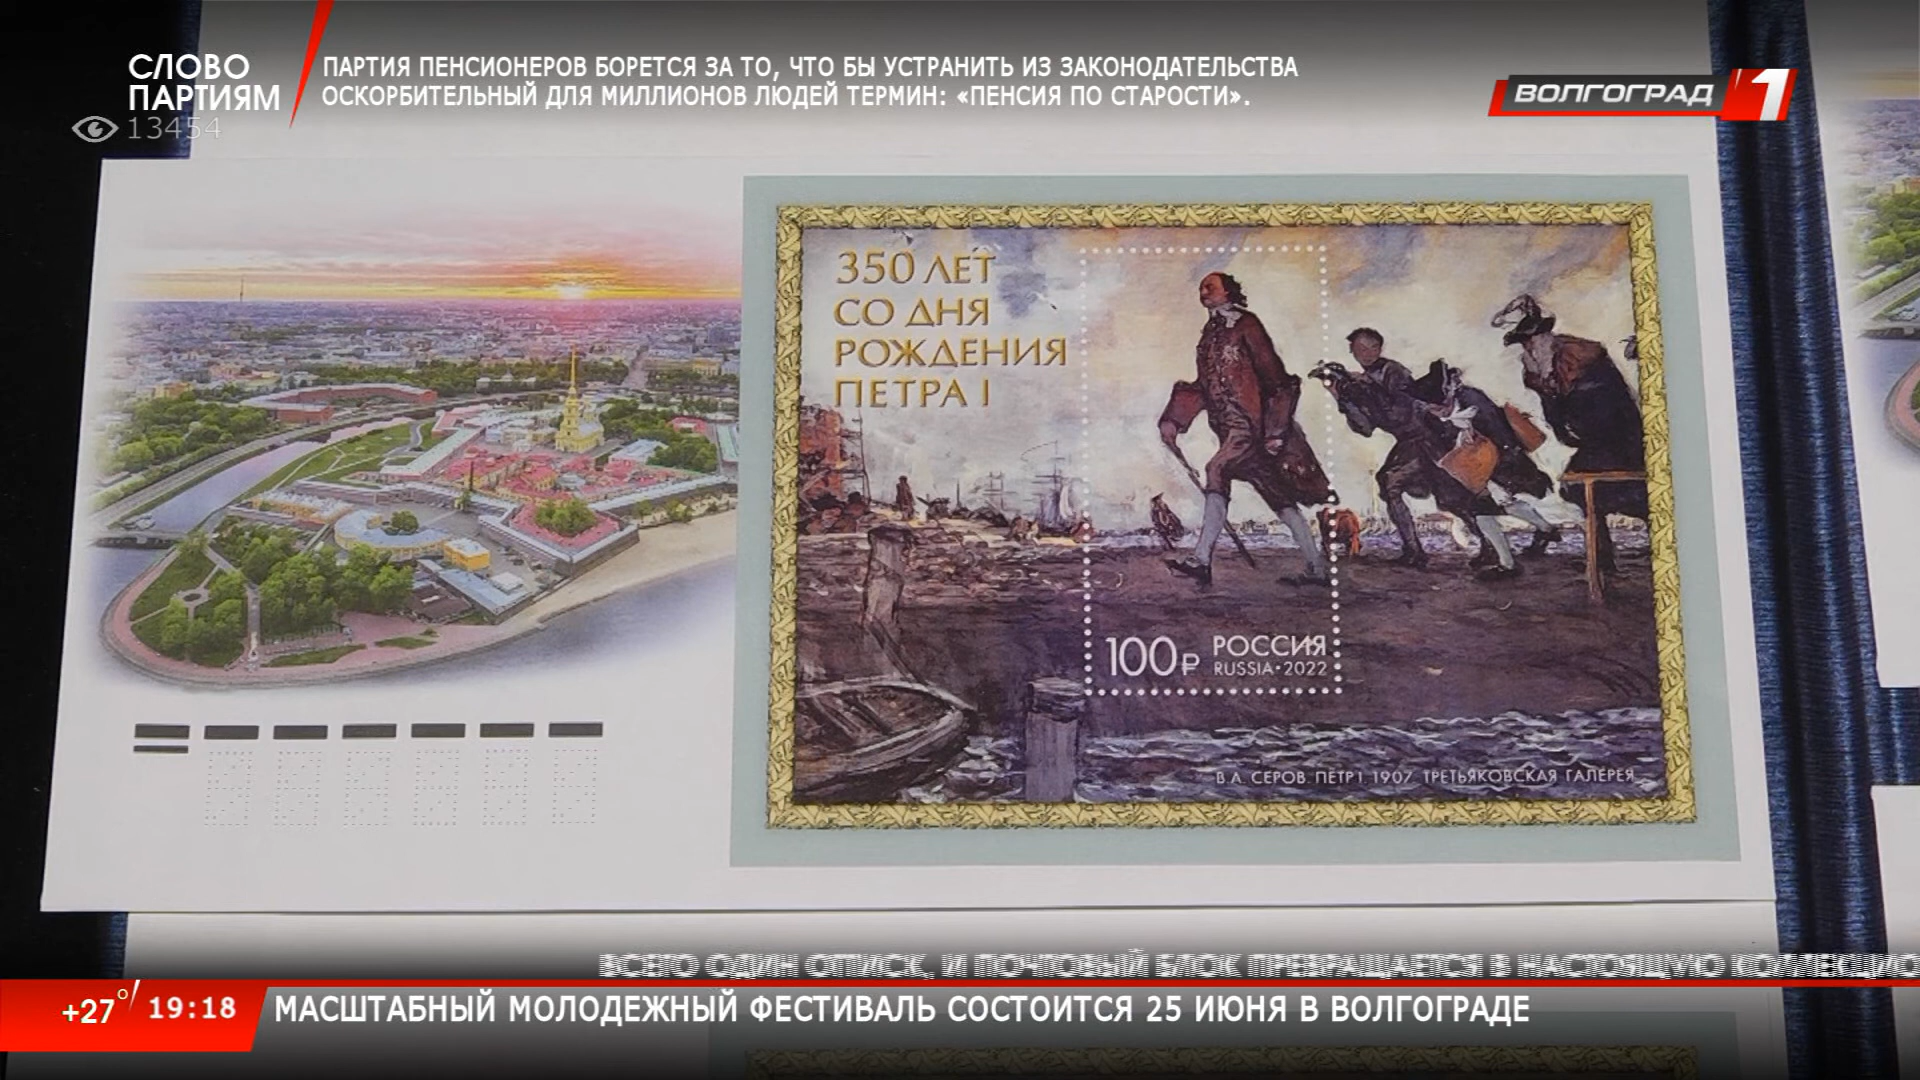 СЛОВО
ПАРТИЯМ
13454
ПАРТИЯ ПЕНСИОНЕРОВ БОРЕТСЯ ЗА ТО, ЧТО БЫ УСТРАНИТЬ ИЗ ЗАКОНОДАТЕЛЬСТВА
ОСКОРБИТЕЛЬНЫЙ ДЛЯ МИЛЛИОНОВ ЛЮДЕЙ ТЕРМИН: «ПЕНСИЯ ПО СТАРОСТИ».
ВОЛГОГРАД 1
350 ЛЕТ
СО ДНЯ
РОЖДЕНИЯ
ПЕТРА I
100₽ РОССИЯ
RUSSIA•2022
В.А. СЕРОВ. ПЕТР I 1907 ТРЕТЬЯКОВСКАЯ ГАЛЕРЕЯ
ВСЕГО ОДИН ОТТИСК, И ПОЧТОВЫЙ БЛОК ПРЕВРАЩАЕТСЯ В НАСТОЯЩУЮ КОЛЛЕКЦИО
+27° 19:18 МАСШТАБНЫЙ МОЛОДЕЖНЫЙ ФЕСТИВАЛЬ СОСТОИТСЯ 25 ИЮНЯ В ВОЛГОГРАДЕ